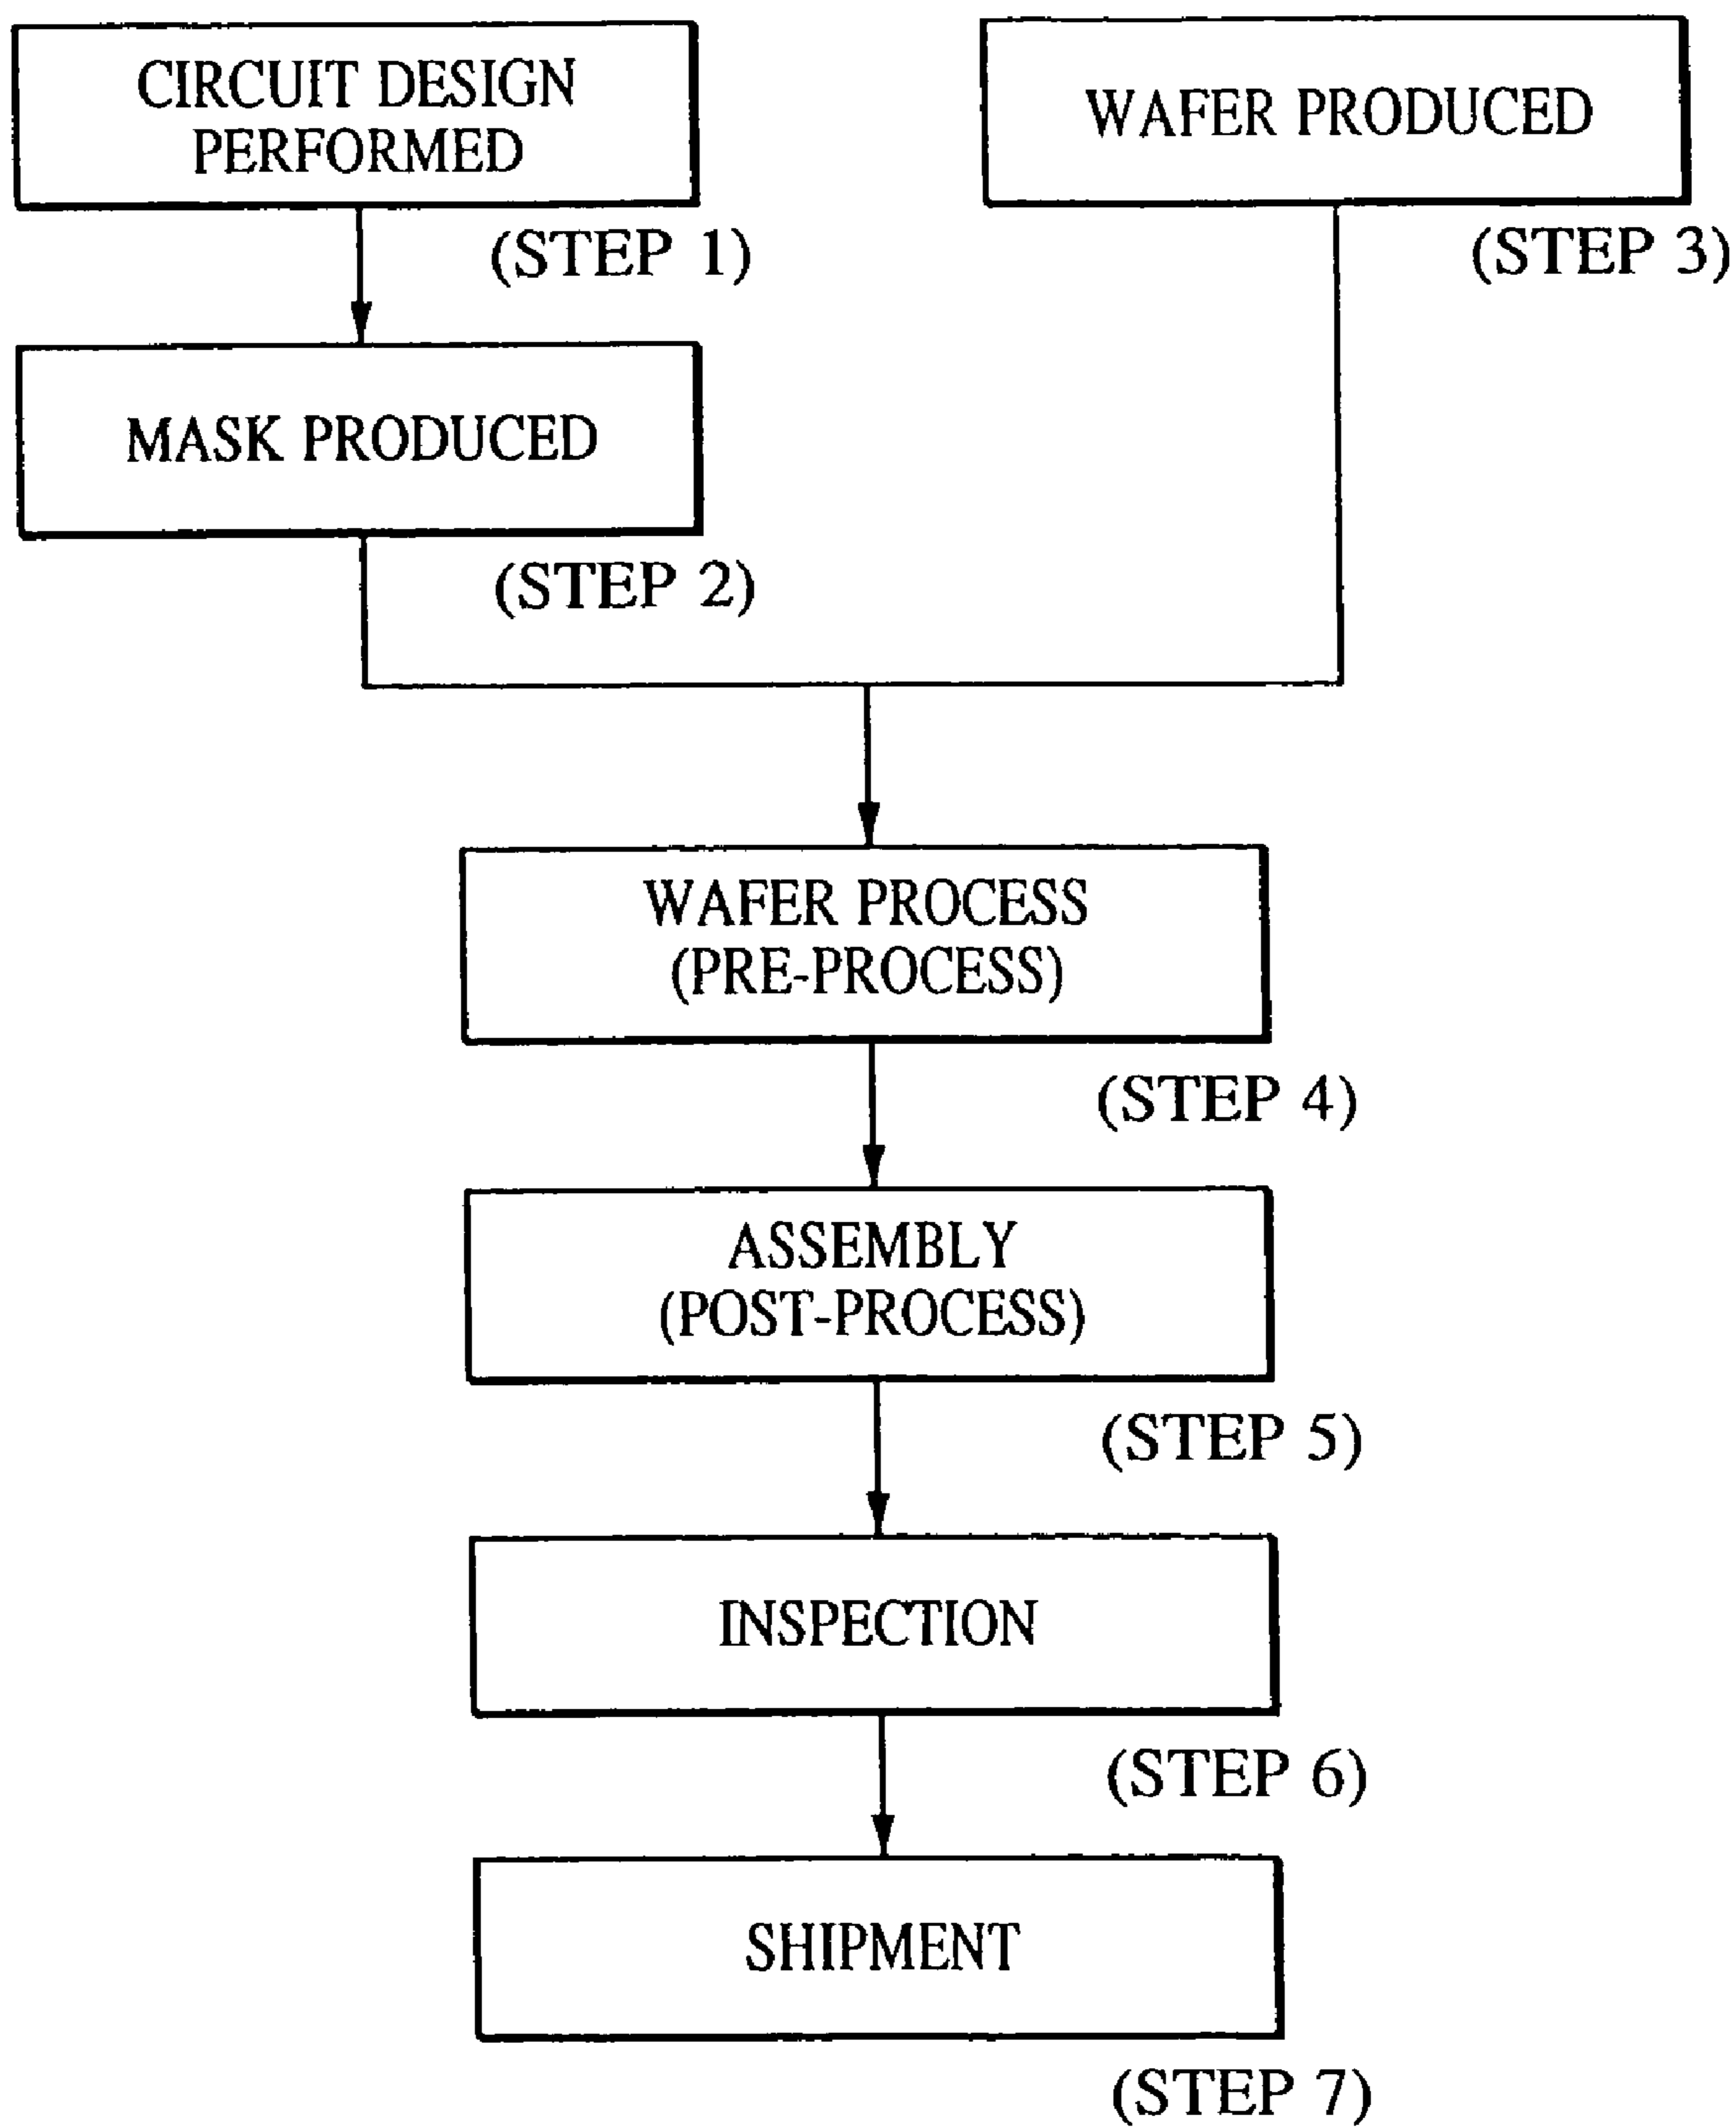 CIRCUIT DESIGN
PERFORMED
(STEP 1)
WAFER PRODUCED
(STEP 3)
MASK PRODUCED
(STEP 2)
WAFER PROCESS
(PRE-PROCESS)
(STEP 4)
ASSEMBLY
(POST-PROCESS)
(STEP 5)
INSPECTION
(STEP 6)
SHIPMENT
(STEP 7)